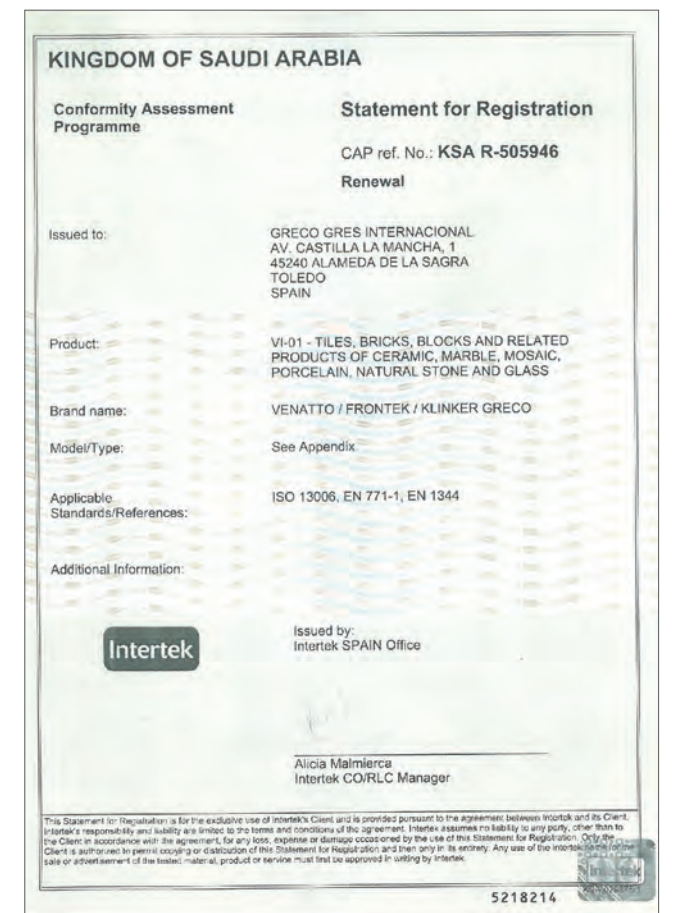 KINGDOM OF SAUDI ARABIA
Conformity Assessment
Programme
Statement for Registration
CAP ref. No.: KSA R-505946
Renewal
Issued to:
GRECO GRES INTERNACIONAL
AV. CASTILLA LA MANCHA, 1
45240 ALAMEDA DE LA SAGRA
TOLEDO
SPAIN
Product:
VI-01 - TILES, BRICKS, BLOCKS AND RELATED
PRODUCTS OF CERAMIC, MARBLE, MOSAIC,
PORCELAIN, NATURAL STONE AND GLASS
Brand name:
VENATTO / FRONTEK / KLINKER GRECO
Model/Type:
See Appendix
Applicable
Standards/References:
ISO 13006, EN 771-1, EN 1344
Additional Information:
Intertek
Issued by:
Intertek SPAIN Office
Alicia Malmierca
Intertek CO/RLC Manager
This Statement for Registration is for the exclusive use of Intertek's Client and is provided pursuant to the agreement between Intertek and its Client.
Intertek's responsibility and liability are limited to the terms and conditions of the agreement. Intertek assumes no liability to any party, other than to
the Client in accordance with the agreement, for any loss, expense or damage occasioned by the use of this Statement for Registration. Only the
Client is authorized to permit copying or distribution of this Statement for Registration and then only in its entirety. Any use of the Intertek name for the
sale or advertisement of the tested material, product or service must first be approved in writing by Intertek.
Intertek
5218214